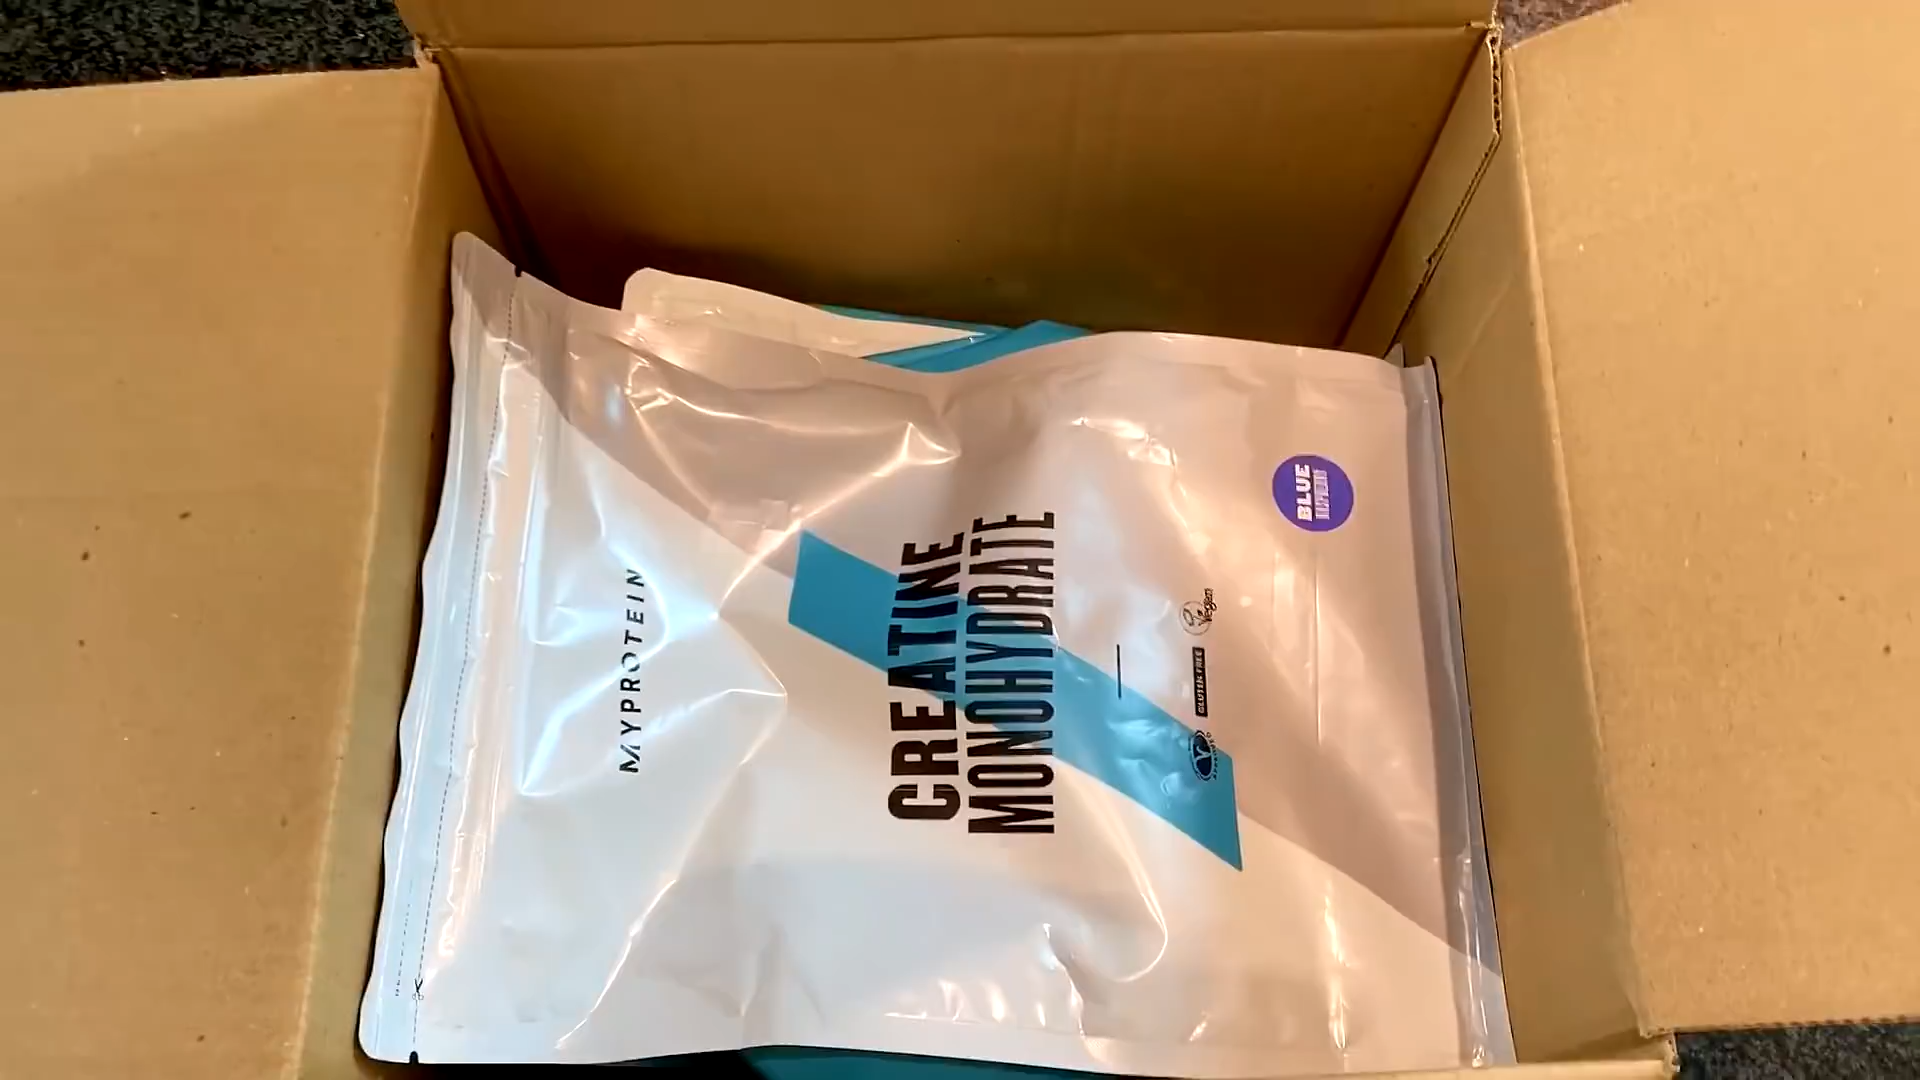 MYPROTEIN
CREATINE
MONOHYDRATE
Vegan
GLUTEN FREE
BLUE